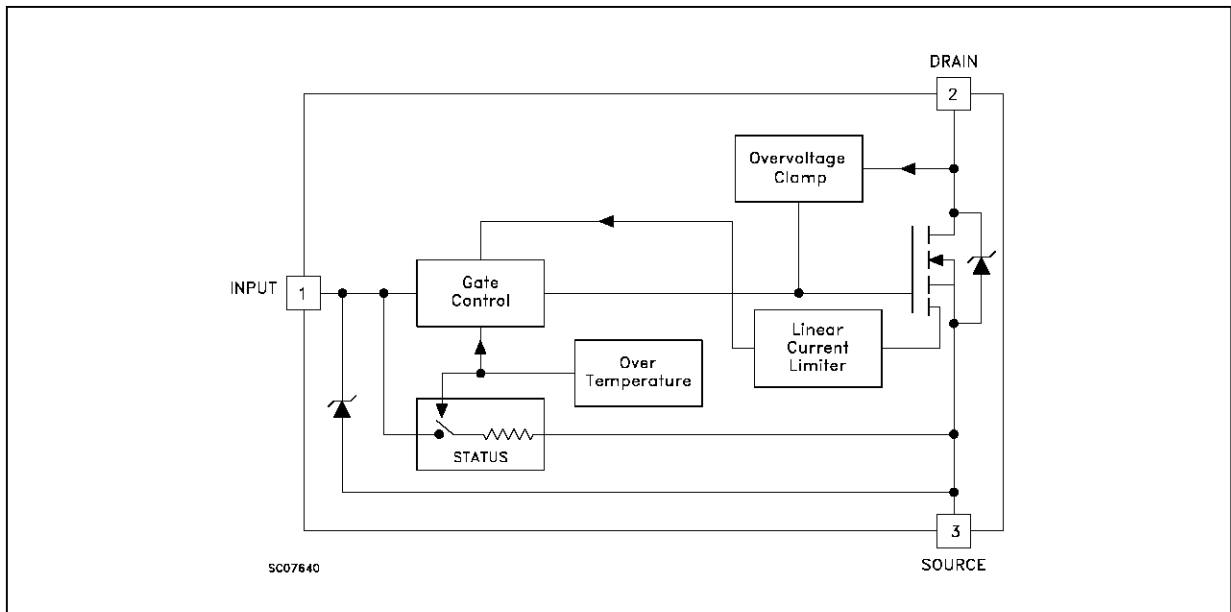 DRAIN
2
Overvoltage
Clamp
INPUT
1
Gate
Control
Linear
Current
Limiter
Over
Temperature
STATUS
3
SOURCE
SC07640